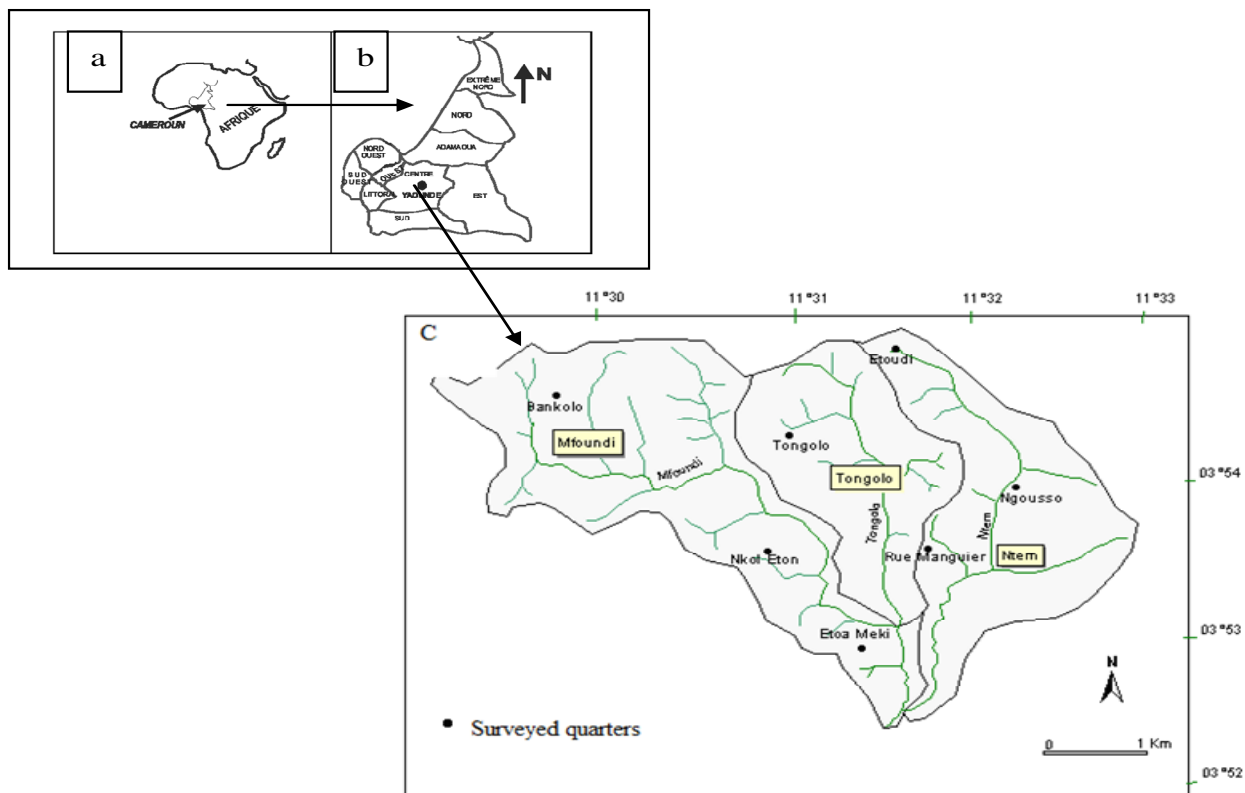 a
b
CAMEROUN
AFRIQUE
N
EXTRÊME
NORD
NORD
ADAMAOUA
NORD
OUEST
SUD
OUEST
OUEST
CENTRE
LITTORAL
YAOUNDE
EST
SUD
11°30
11°31
11°32
11°33
C
Etoudi
Bankolo
Mfoundi
Tongolo
Mfoundi
Tongolo
03°54
Ngousso
Tongolo
Ntem
Nkol Eton
Rue Manguier
Ntem
Etoa Meki
03°53
N
Surveyed quarters
0 1 Km
03°52